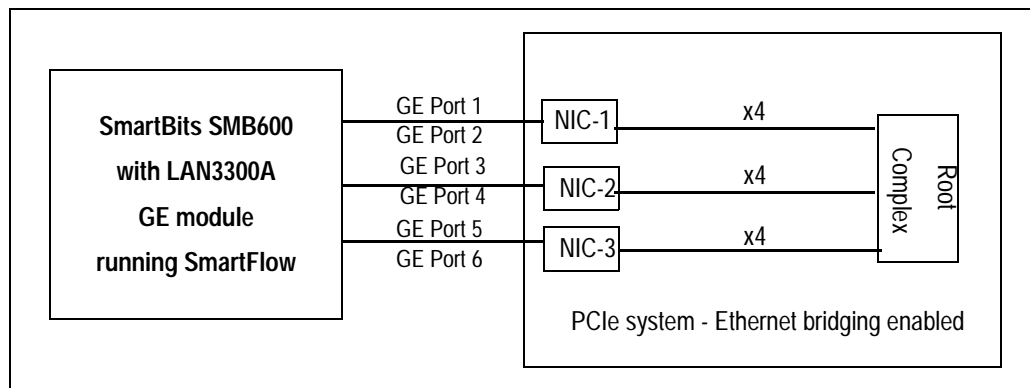 SmartBits SMB600
with LAN3300A
GE module
running SmartFlow
GE Port 1
GE Port 2
GE Port 3
GE Port 4
GE Port 5
GE Port 6
NIC-1
NIC-2
NIC-3
x4
x4
x4
Root
Complex
PCIe system - Ethernet bridging enabled